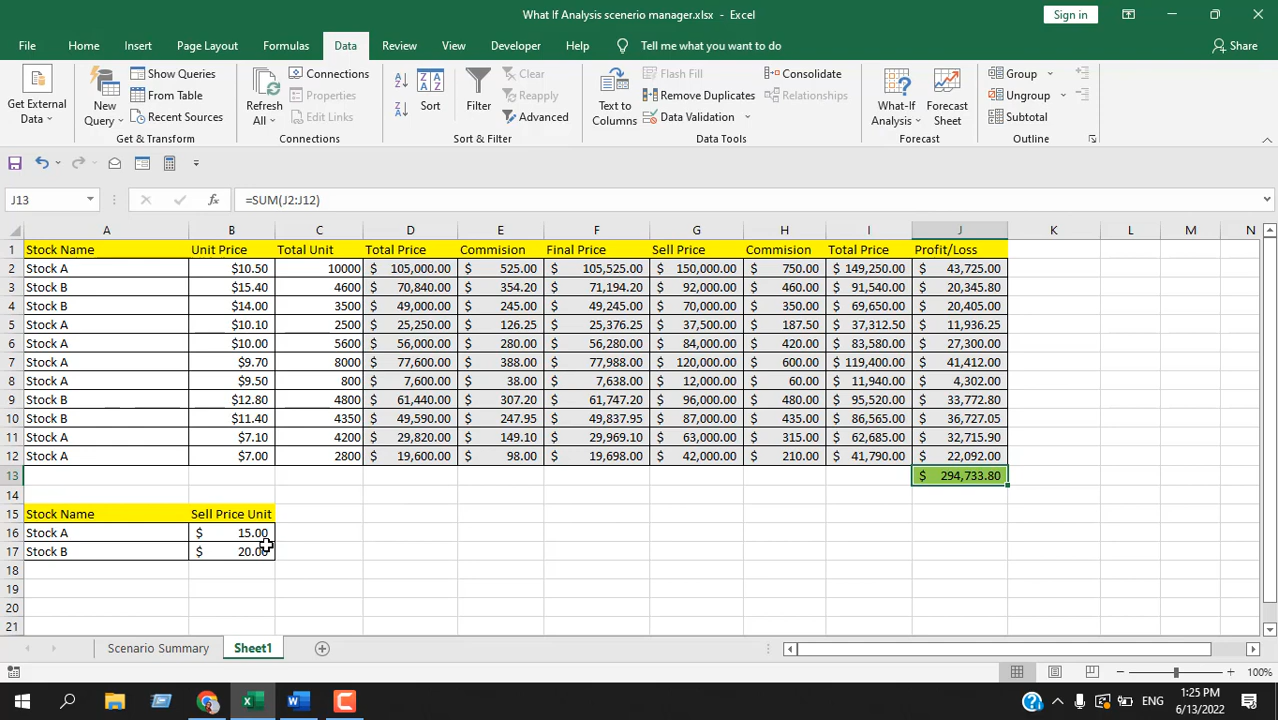 What If Analysis scenerio manager.xlsx - Excel
Sign in
File Home Insert Page Layout Formulas Data Review View Developer Help Tell me what you want to do Share
Get External Data
New Query
Show Queries
From Table
Recent Sources
Get & Transform
Refresh All
Connections
Properties
Edit Links
Connections
Sort
Filter
Clear
Reapply
Advanced
Sort & Filter
Text to Columns
Flash Fill
Remove Duplicates
Data Validation
Consolidate
Relationships
Data Tools
What-If Analysis
Forecast Sheet
Forecast
Group
Ungroup
Subtotal
Outline
J13 fx =SUM(J2:J12)
A B C D E F G H I J K L M N
1 Stock Name Unit Price Total Unit Total Price Commision Final Price Sell Price Commision Total Price Profit/Loss
2 Stock A $10.50 10000 $ 105,000.00 $ 525.00 $ 105,525.00 $ 150,000.00 $ 750.00 $ 149,250.00 $ 43,725.00
3 Stock B $15.40 4600 $ 70,840.00 $ 354.20 $ 71,194.20 $ 92,000.00 $ 460.00 $ 91,540.00 $ 20,345.80
4 Stock B $14.00 3500 $ 49,000.00 $ 245.00 $ 49,245.00 $ 70,000.00 $ 350.00 $ 69,650.00 $ 20,405.00
5 Stock A $10.10 2500 $ 25,250.00 $ 126.25 $ 25,376.25 $ 37,500.00 $ 187.50 $ 37,312.50 $ 11,936.25
6 Stock A $10.00 5600 $ 56,000.00 $ 280.00 $ 56,280.00 $ 84,000.00 $ 420.00 $ 83,580.00 $ 27,300.00
7 Stock A $9.70 8000 $ 77,600.00 $ 388.00 $ 77,988.00 $ 120,000.00 $ 600.00 $ 119,400.00 $ 41,412.00
8 Stock A $9.50 800 $ 7,600.00 $ 38.00 $ 7,638.00 $ 12,000.00 $ 60.00 $ 11,940.00 $ 4,302.00
9 Stock B $12.80 4800 $ 61,440.00 $ 307.20 $ 61,747.20 $ 96,000.00 $ 480.00 $ 95,520.00 $ 33,772.80
10 Stock B $11.40 4350 $ 49,590.00 $ 247.95 $ 49,837.95 $ 87,000.00 $ 435.00 $ 86,565.00 $ 36,727.05
11 Stock A $7.10 4200 $ 29,820.00 $ 149.10 $ 29,969.10 $ 63,000.00 $ 315.00 $ 62,685.00 $ 32,715.90
12 Stock A $7.00 2800 $ 19,600.00 $ 98.00 $ 19,698.00 $ 42,000.00 $ 210.00 $ 41,790.00 $ 22,092.00
13 $ 294,733.80
14
15 Stock Name Sell Price Unit
16 Stock A $ 15.00
17 Stock B $ 20.00
18
19
20
21
Scenario Summary Sheet1
100%
ENG
1:25 PM
6/13/2022